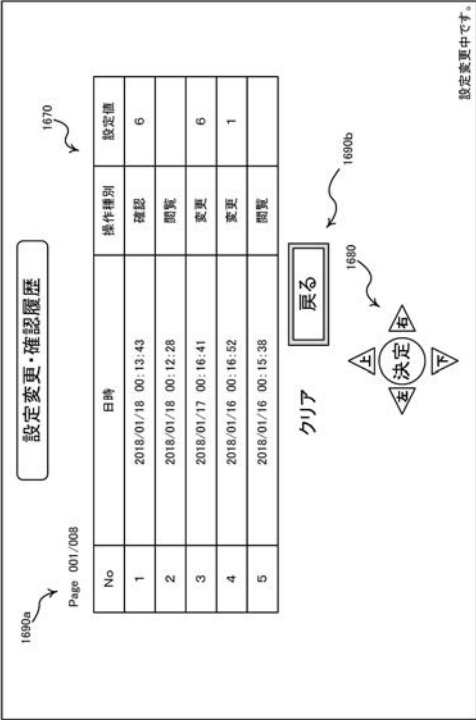 設定変更・確認履歴
1690a
Page 001/008
1670
No 日時 操作種別 設定値
1 2018/01/18 00:13:43 確認 6
2 2018/01/18 00:12:28 閲覧
3 2018/01/17 00:16:41 変更 6
4 2018/01/16 00:16:52 変更 1
5 2018/01/16 00:15:38 閲覧
クリア 戻る
1690b
1680
上
左 決定 右
下
設定変更中です。